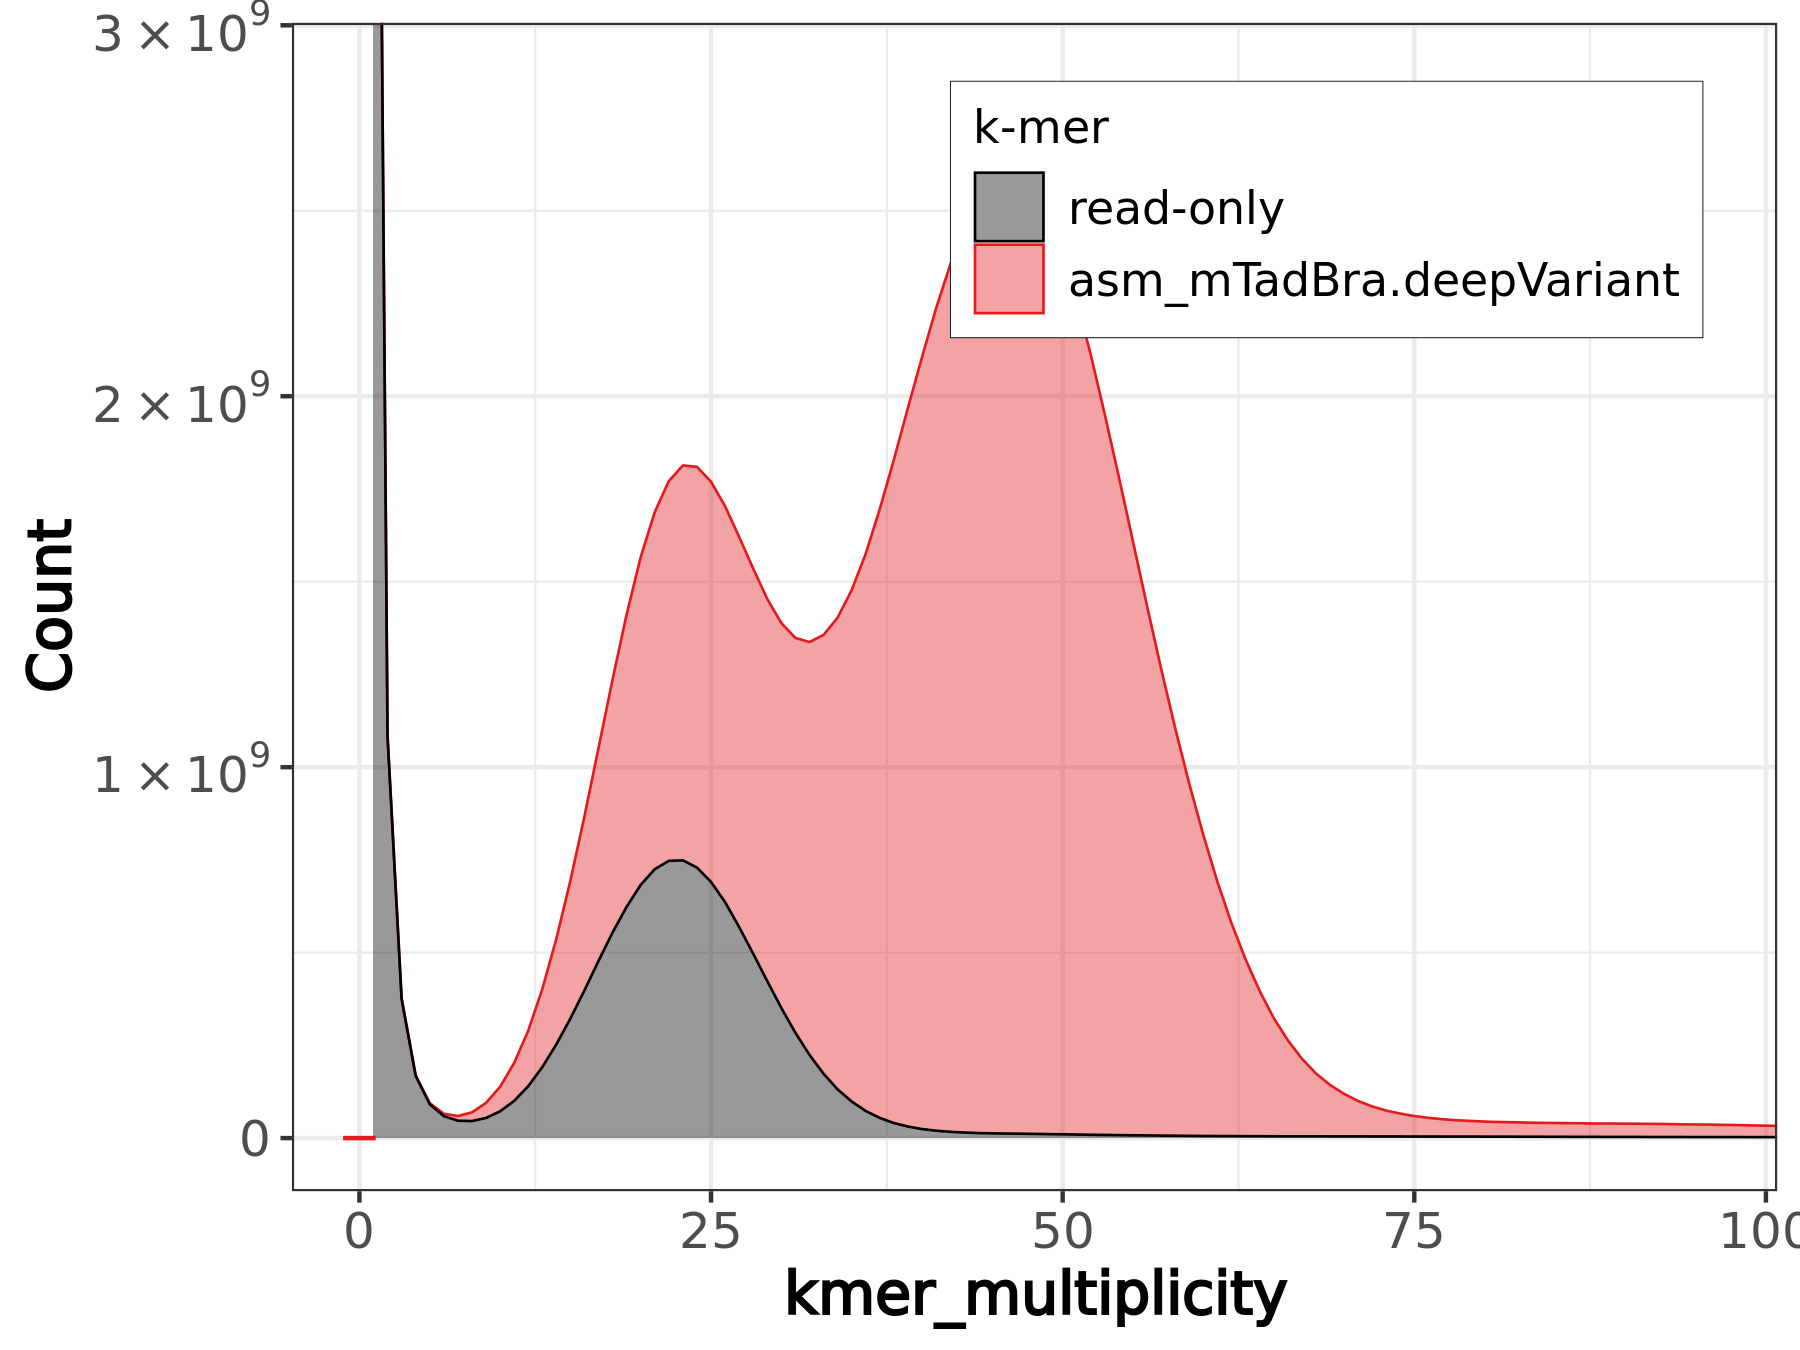 3 × 10⁹
2 × 10⁹
1 × 10⁹
0
Count
k-mer
read-only
asm_mTadBra.deepVariant
0 25 50 75 100
kmer_multiplicity